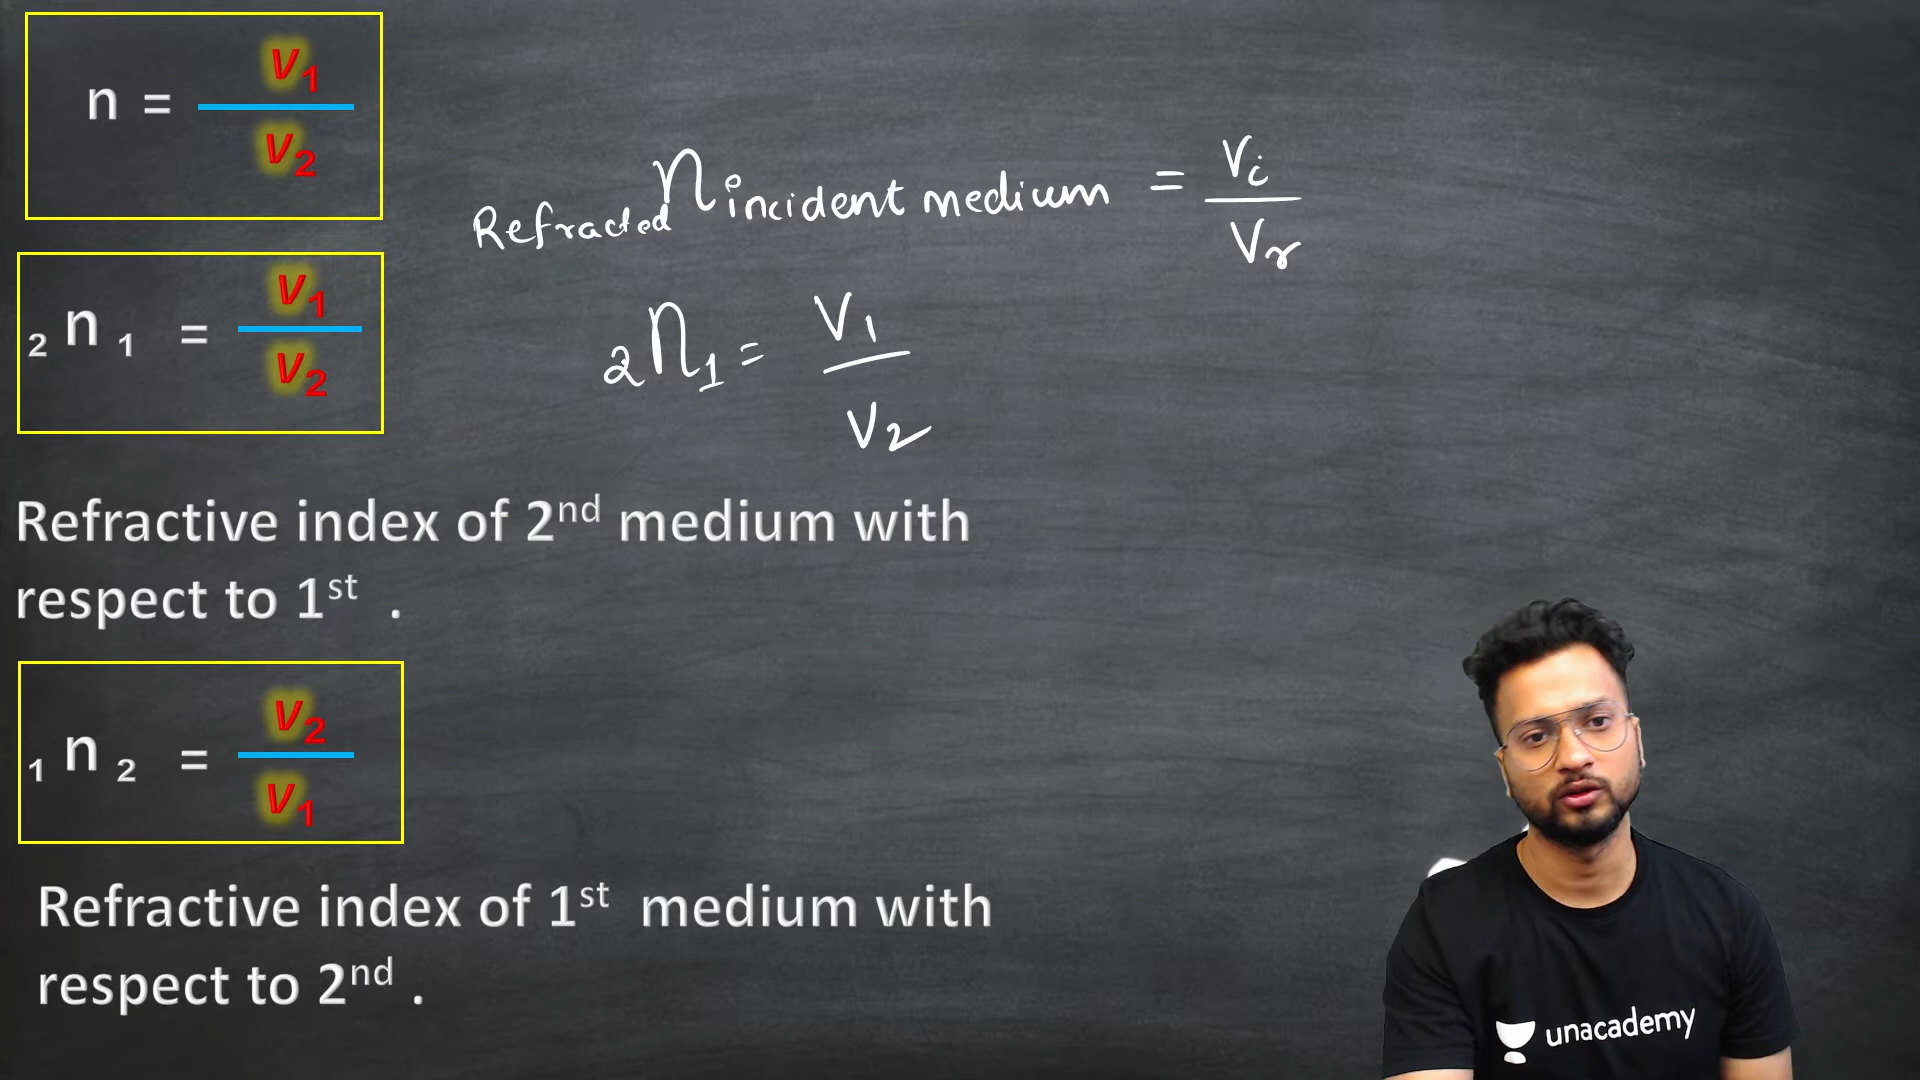 n = v₁ / v₂
₂n₁ = v₁ / v₂
Refracted n incident medium = Vi / Vr
₂n₁ = V₁ / V₂
Refractive index of 2nd medium with
respect to 1st .
₁n₂ = v₂ / v₁
Refractive index of 1st medium with
respect to 2nd .
unacademy